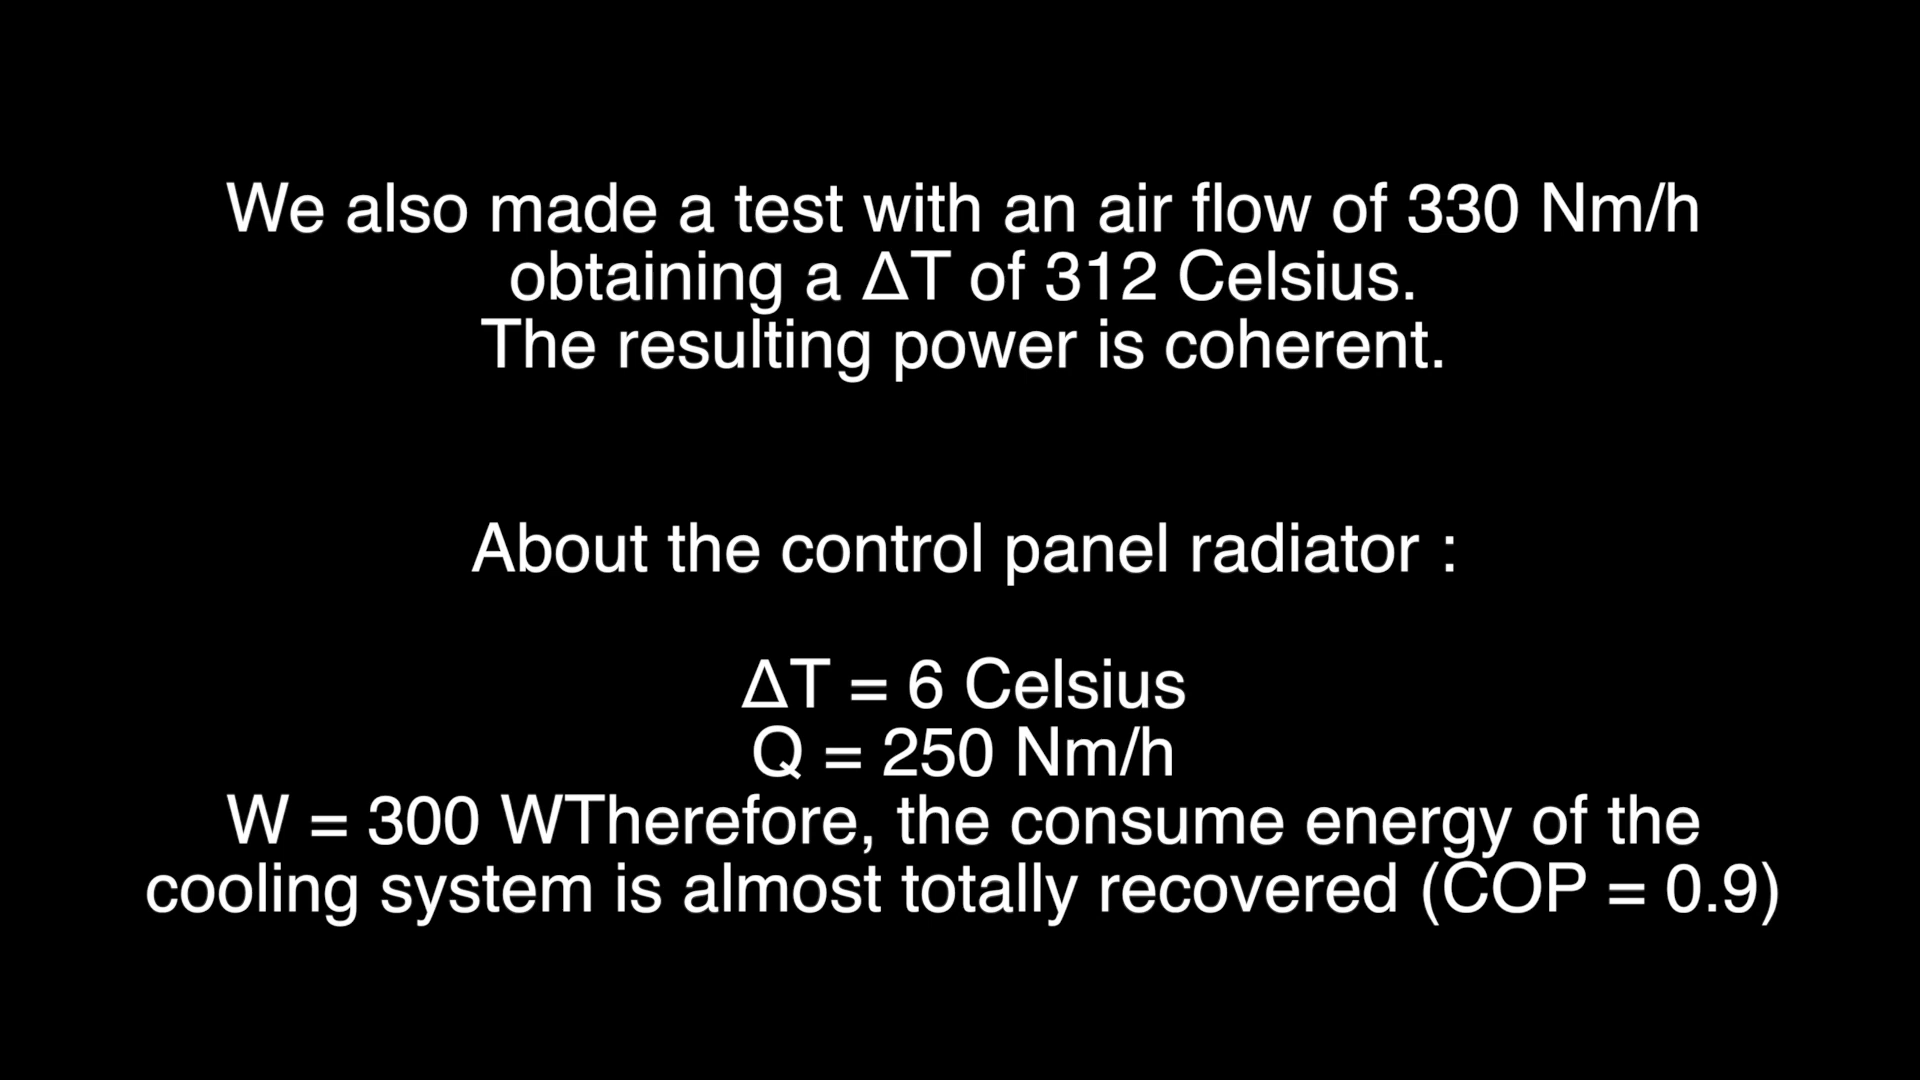 We also made a test with an air flow of 330 Nm/h
obtaining a ΔT of 312 Celsius.
The resulting power is coherent.
About the control panel radiator :
ΔT = 6 Celsius
Q = 250 Nm/h
W = 300 WTherefore, the consume energy of the
cooling system is almost totally recovered (COP = 0.9)